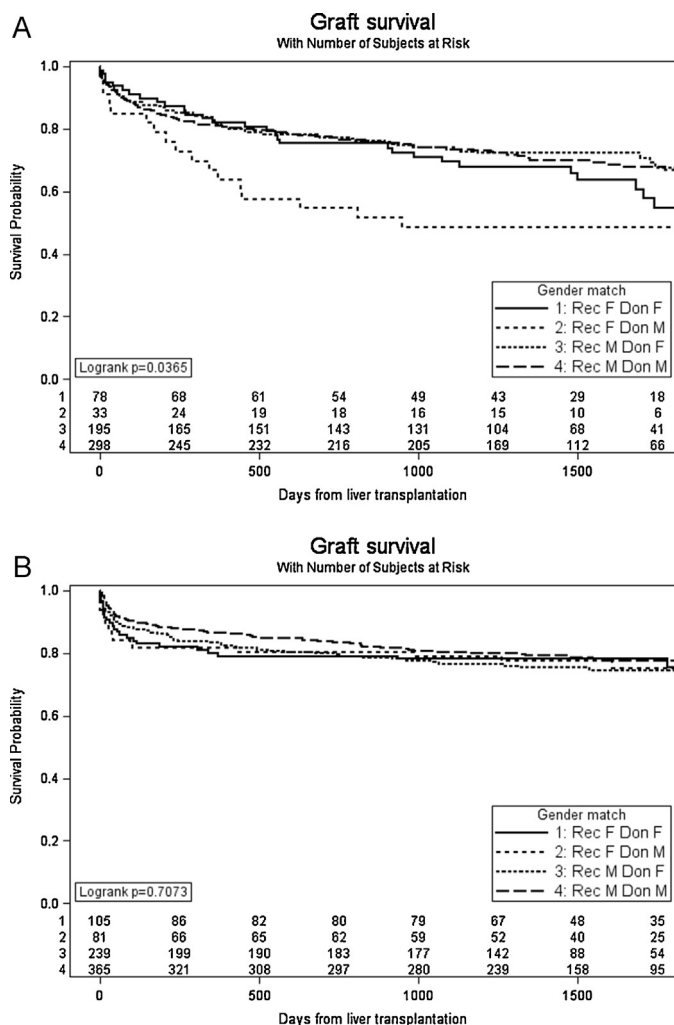 A
Graft survival
With Number of Subjects at Risk
1.0
0.8
0.6
0.4
0.2
0.0
Survival Probability
Gender match
1: Rec F Don F
2: Rec F Don M
3: Rec M Don F
4: Rec M Don M
Logrank p=0.0365
1 78 68 61 54 49 43 29 18
2 33 24 19 18 16 15 10 6
3 195 165 151 143 131 104 68 41
4 298 245 232 216 205 169 112 66
0 500 1000 1500
Days from liver transplantation
B
Graft survival
With Number of Subjects at Risk
1.0
0.8
0.6
0.4
0.2
0.0
Survival Probability
Gender match
1: Rec F Don F
2: Rec F Don M
3: Rec M Don F
4: Rec M Don M
Logrank p=0.7073
1 105 86 82 80 79 67 48 35
2 81 66 65 62 59 52 40 25
3 239 199 190 183 177 142 88 54
4 365 321 308 297 280 239 158 95
0 500 1000 1500
Days from liver transplantation